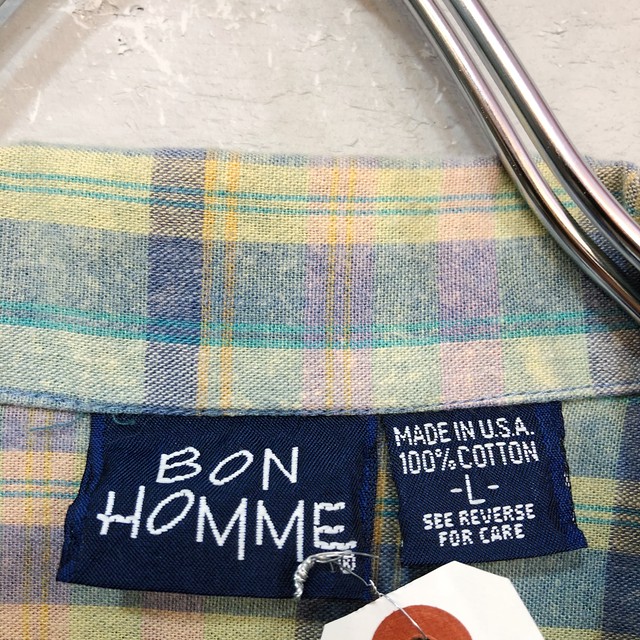 BON
HOMME®
MADE IN U.S.A.
100% COTTON
-L-
SEE REVERSE
FOR CARE